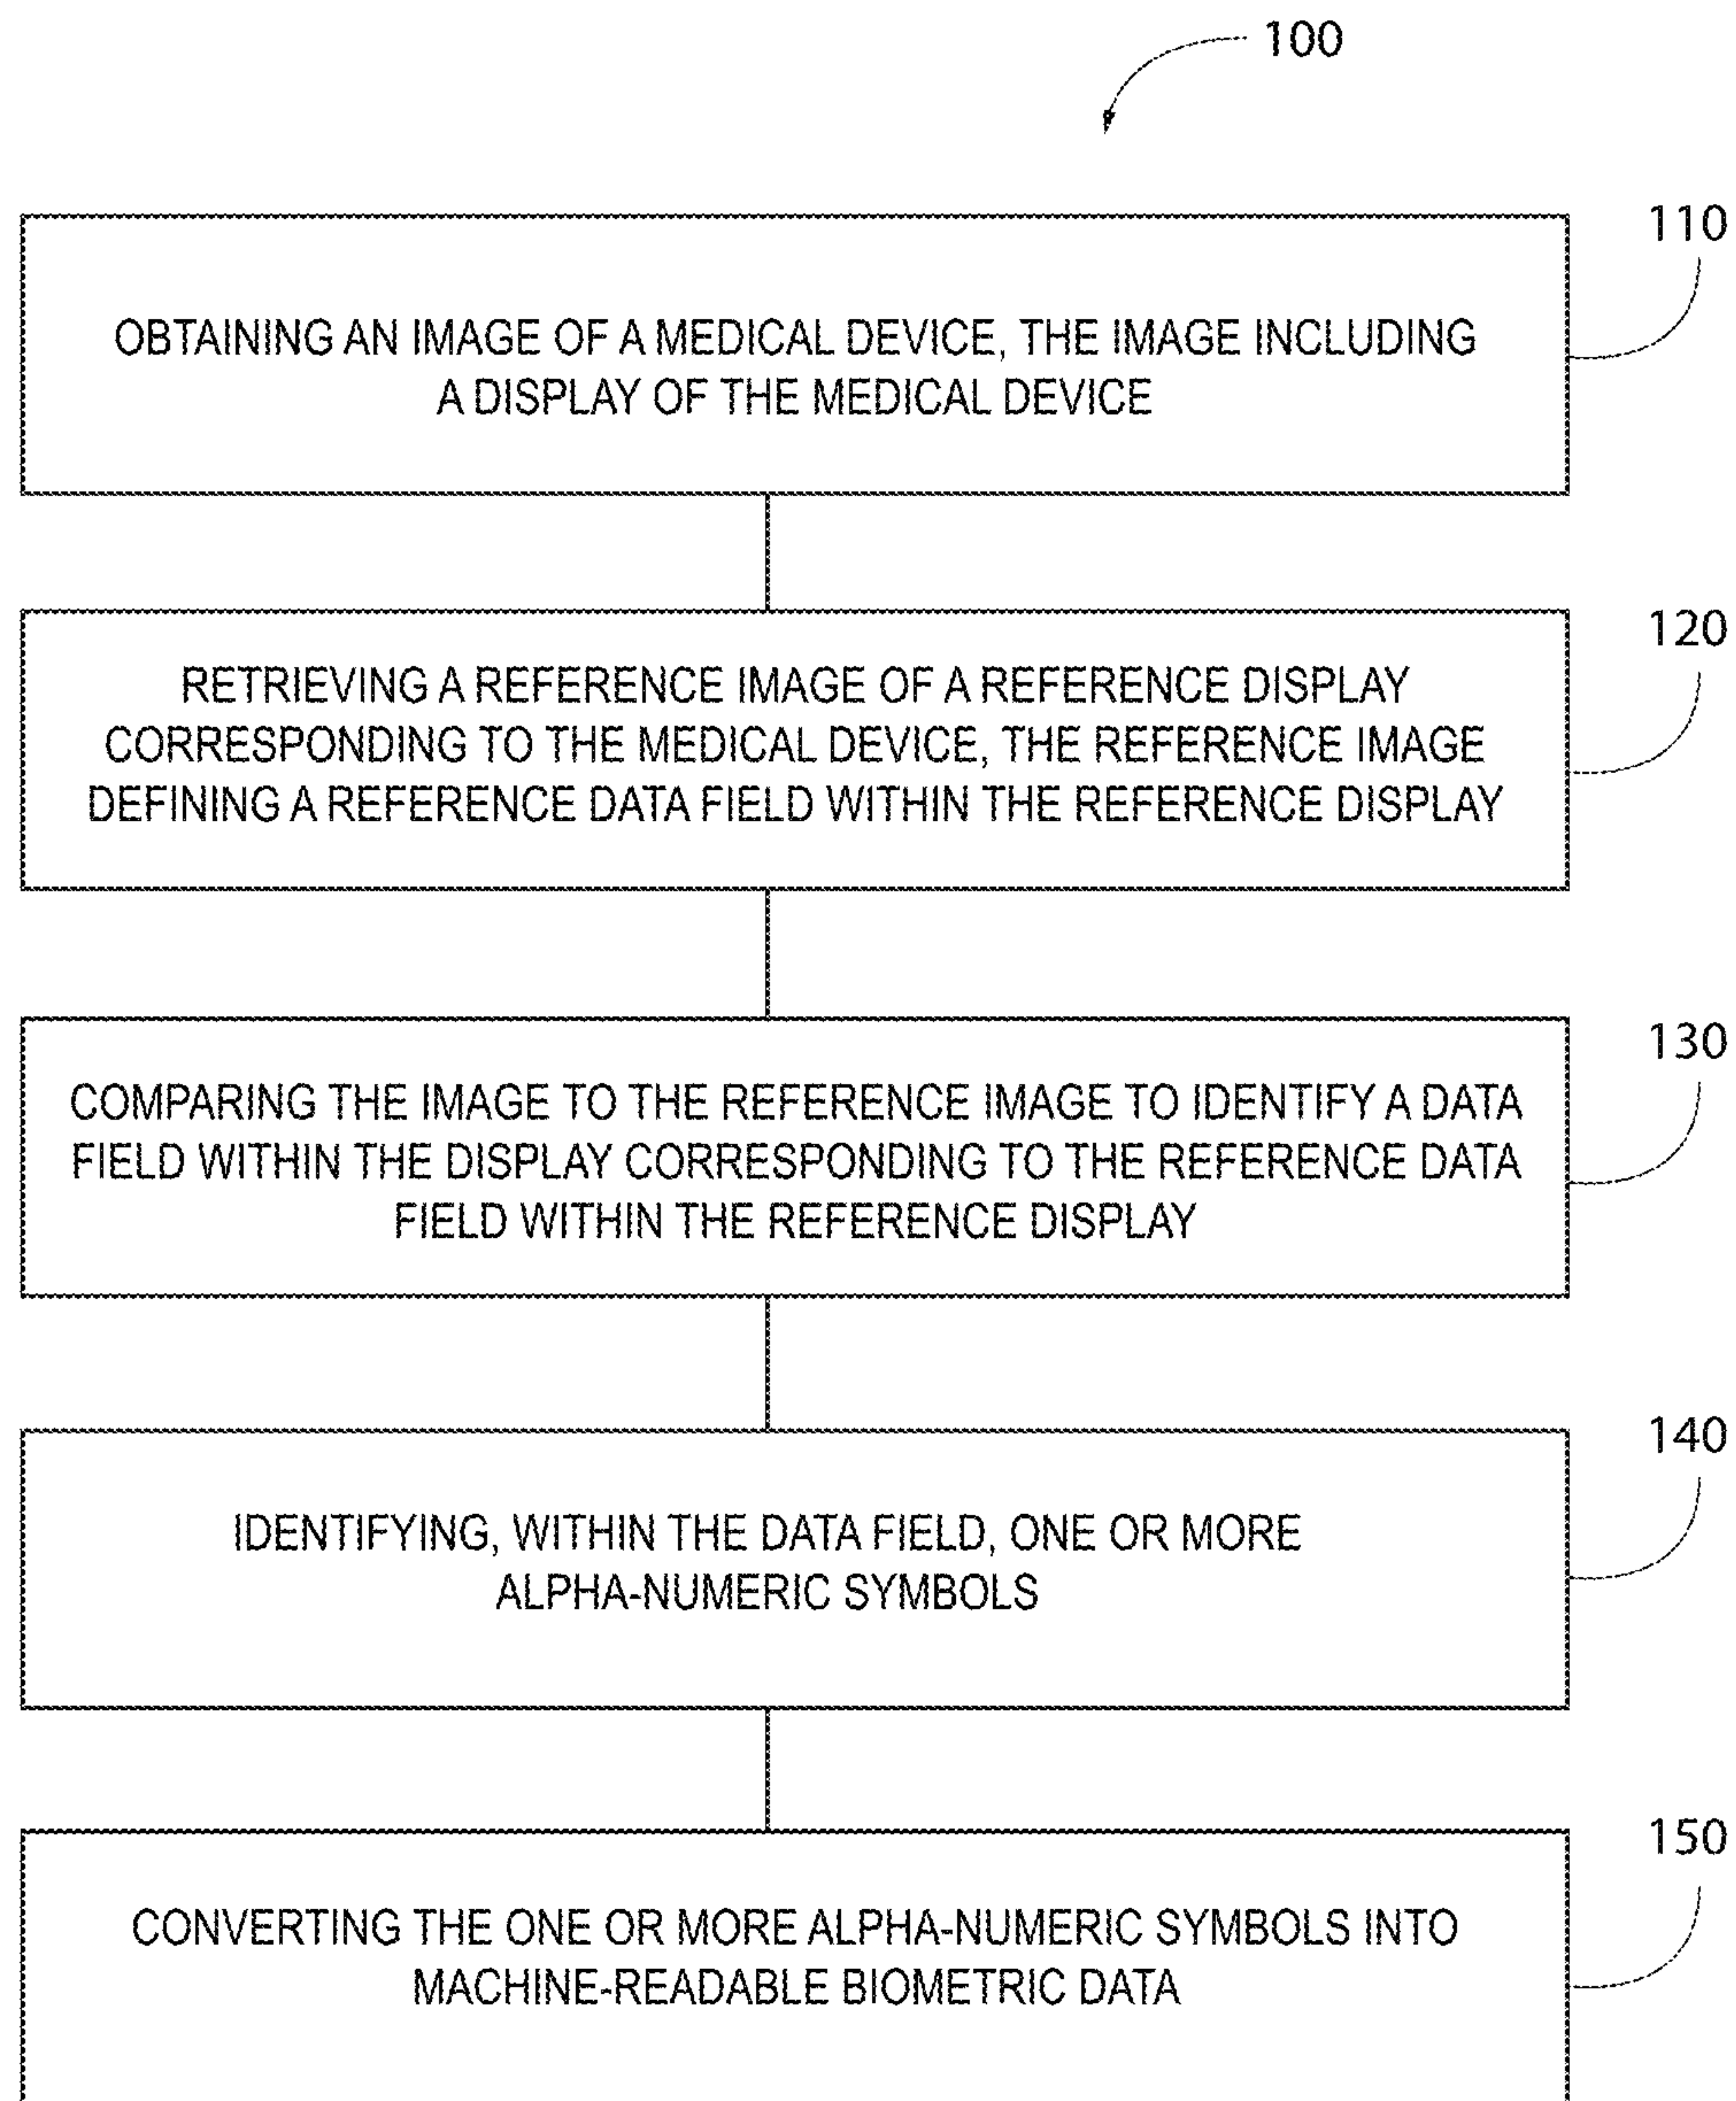 100
110
OBTAINING AN IMAGE OF A MEDICAL DEVICE, THE IMAGE INCLUDING
A DISPLAY OF THE MEDICAL DEVICE
120
RETRIEVING A REFERENCE IMAGE OF A REFERENCE DISPLAY
CORRESPONDING TO THE MEDICAL DEVICE, THE REFERENCE IMAGE
DEFINING A REFERENCE DATA FIELD WITHIN THE REFERENCE DISPLAY
130
COMPARING THE IMAGE TO THE REFERENCE IMAGE TO IDENTIFY A DATA
FIELD WITHIN THE DISPLAY CORRESPONDING TO THE REFERENCE DATA
FIELD WITHIN THE REFERENCE DISPLAY
140
IDENTIFYING, WITHIN THE DATA FIELD, ONE OR MORE
ALPHA-NUMERIC SYMBOLS
150
CONVERTING THE ONE OR MORE ALPHA-NUMERIC SYMBOLS INTO
MACHINE-READABLE BIOMETRIC DATA